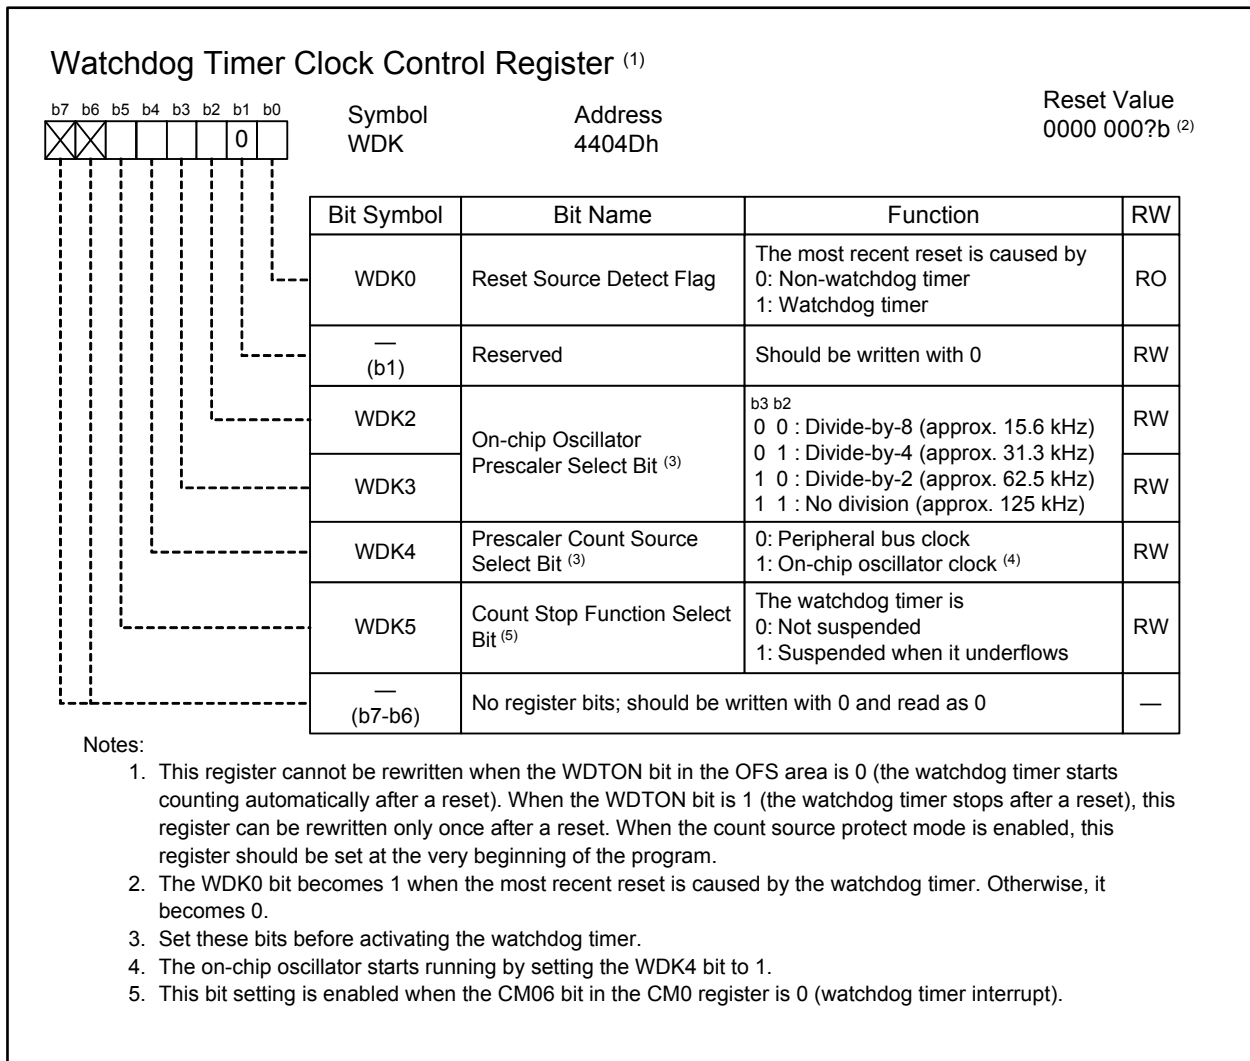 Watchdog Timer Clock Control Register (1)
b7 b6 b5 b4 b3 b2 b1 b0
0
Symbol
WDK
Address
4404Dh
Reset Value
0000 000?b (2)
Bit Symbol Bit Name Function RW
WDK0 Reset Source Detect Flag The most recent reset is caused by
0: Non-watchdog timer
1: Watchdog timer RO
—
(b1) Reserved Should be written with 0 RW
WDK2 RW
WDK3 RW
On-chip Oscillator
Prescaler Select Bit (3)
b3 b2
0 0 : Divide-by-8 (approx. 15.6 kHz)
0 1 : Divide-by-4 (approx. 31.3 kHz)
1 0 : Divide-by-2 (approx. 62.5 kHz)
1 1 : No division (approx. 125 kHz)
WDK4 Prescaler Count Source
Select Bit (3)
0: Peripheral bus clock
1: On-chip oscillator clock (4) RW
WDK5 Count Stop Function Select
Bit (5)
The watchdog timer is
0: Not suspended
1: Suspended when it underflows RW
—
(b7-b6) No register bits; should be written with 0 and read as 0 —
Notes:
1. This register cannot be rewritten when the WDTON bit in the OFS area is 0 (the watchdog timer starts
counting automatically after a reset). When the WDTON bit is 1 (the watchdog timer stops after a reset), this
register can be rewritten only once after a reset. When the count source protect mode is enabled, this
register should be set at the very beginning of the program.
2. The WDK0 bit becomes 1 when the most recent reset is caused by the watchdog timer. Otherwise, it
becomes 0.
3. Set these bits before activating the watchdog timer.
4. The on-chip oscillator starts running by setting the WDK4 bit to 1.
5. This bit setting is enabled when the CM06 bit in the CM0 register is 0 (watchdog timer interrupt).